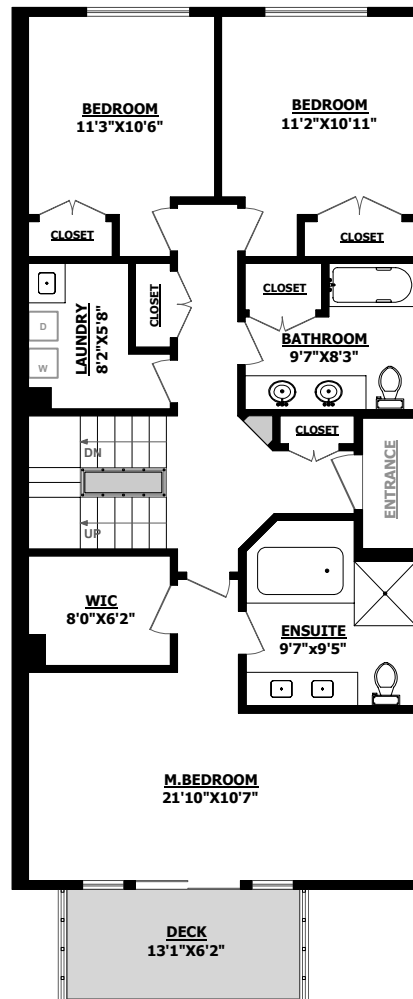 BEDROOM
11'3"X10'6"
BEDROOM
11'2"X10'11"
CLOSET
CLOSET
CLOSET
CLOSET
LAUNDRY
8'2"X5'8"
D
W
BATHROOM
9'7"X8'3"
CLOSET
ENTRANCE
DN
UP
WIC
8'0"X6'2"
ENSUITE
9'7"x9'5"
M.BEDROOM
21'10"X10'7"
DECK
13'1"X6'2"